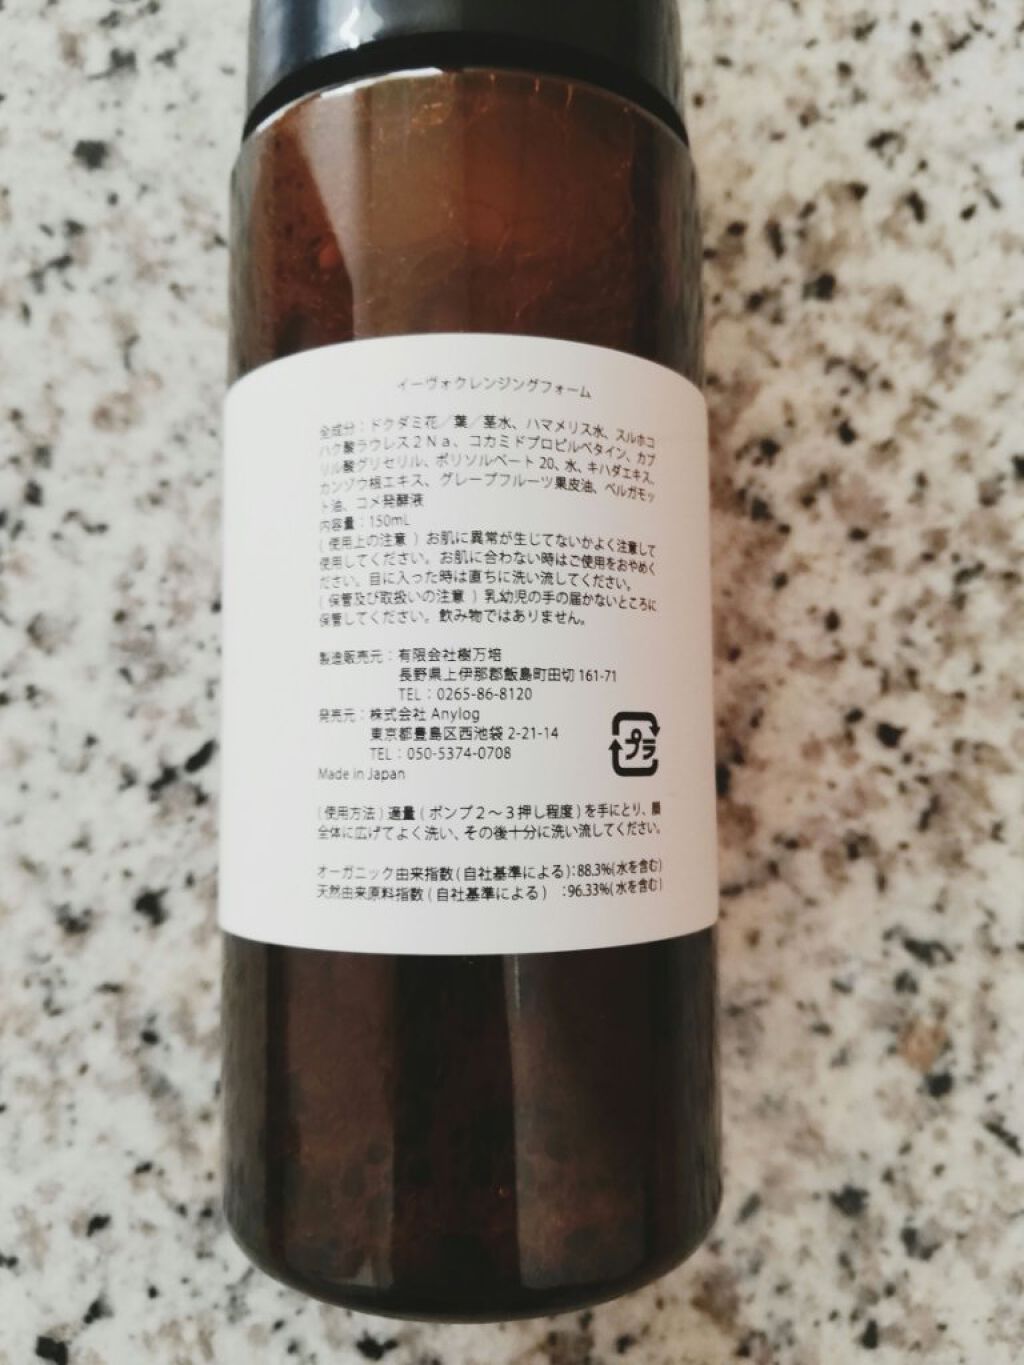 イーヴォクレンジングフォーム
全成分：ドクダミ花／葉／茎水、ハマメリス水、スルホコ
ハク酸ラウレス２Ｎａ、コカミドプロピルベタイン、カプ
リル酸グリセリル、ポリソルベート 20、水、キハダエキス、
カンゾウ根エキス、グレープフルーツ果皮油、ベルガモッ
ト油、コメ発酵液
内容量：150mL
( 使用上の注意 ) お肌に異常が生じてないかよく注意して
使用してください。お肌に合わない時はご使用をおやめく
ださい。目に入った時は直ちに洗い流してください。
( 保管及び取扱いの注意 ) 乳幼児の手の届かないところに
保管してください。飲み物ではありません。
製造販売元：有限会社樹万培
長野県上伊那郡飯島町田切 161-71
TEL：0265-86-8120
発売元：株式会社 Anylog
東京都豊島区西池袋 2-21-14
TEL：050-5374-0708
Made in Japan
プラ
( 使用方法 ) 適量 ( ポンプ２～３押し程度 ) を手にとり、顔
全体に広げてよく洗い、その後十分に洗い流してください。
オーガニック由来指数 ( 自社基準による )：88.3%( 水を含む )
天然由来原料指数 ( 自社基準による ) ：96.33%( 水を含む )